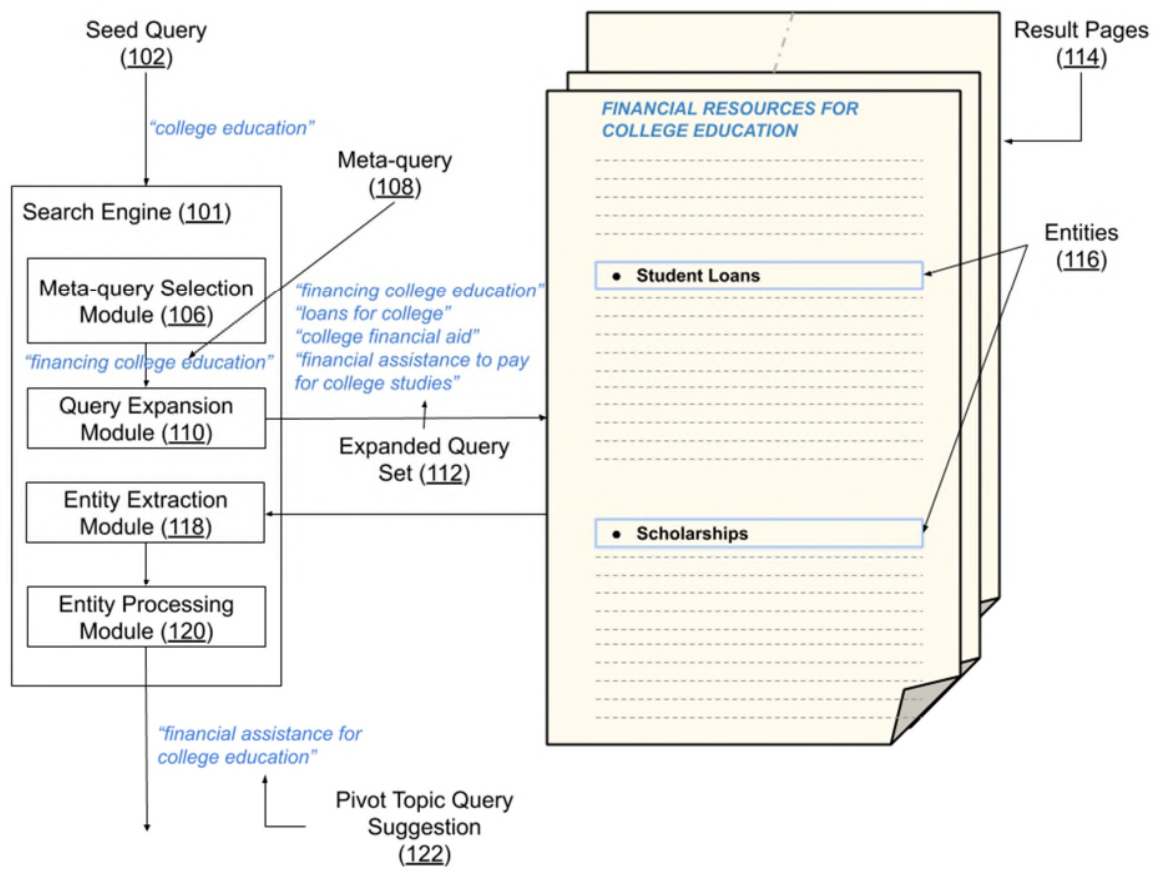 Seed Query
(102)
"college education"
Search Engine (101)
Meta-query
(108)
Meta-query Selection
Module (106)
"financing college education"
Query Expansion
Module (110)
"financing college education"
"loans for college"
"college financial aid"
"financial assistance to pay
for college studies"
Expanded Query
Set (112)
Entity Extraction
Module (118)
Entity Processing
Module (120)
"financial assistance for
college education"
Pivot Topic Query
Suggestion
(122)
FINANCIAL RESOURCES FOR
COLLEGE EDUCATION
• Student Loans
• Scholarships
Result Pages
(114)
Entities
(116)